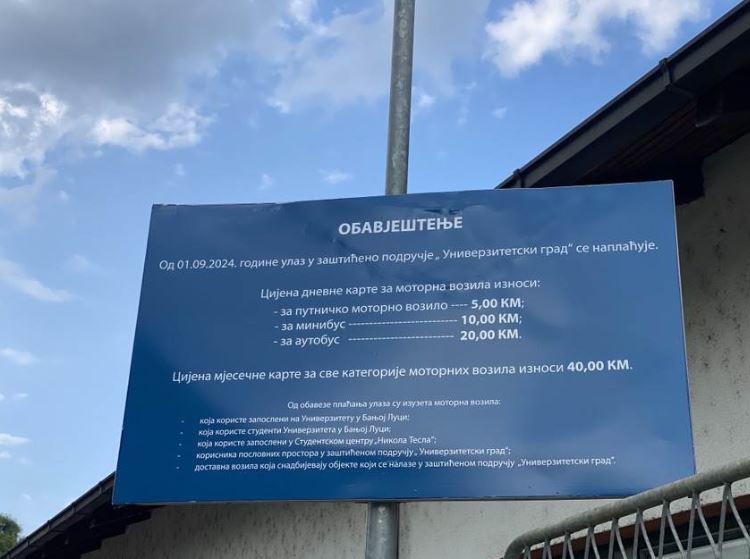 ОБАВЈЕШТЕЊЕ
Од 01.09.2024. године улаз у заштићено подручје „ Универзитетски град“ се наплаћује.
Цијена дневне карте за моторна возила износи:
- за путничко моторно возило ---- 5,00 КМ;
- за минибус -------------------------- 10,00 КМ;
- за аутобус ------------------------- 20,00 КМ.
Цијена мјесечне карте за све категорије моторних возила износи 40,00 КМ.
Од обавезе плаћања улаза су изузета моторна возила:
- која користе запослени на Универзитету у Бањој Луци;
- која користе студенти Универзитета у Бањој Луци;
- која користе запослени у Студентском центру „Никола Тесла“;
- корисника пословних простора у заштићеном подручју „ Универзитетски град“;
- доставна возила која снабдијевају објекте који се налазе у заштићеном подручју „Универзитетски град“.